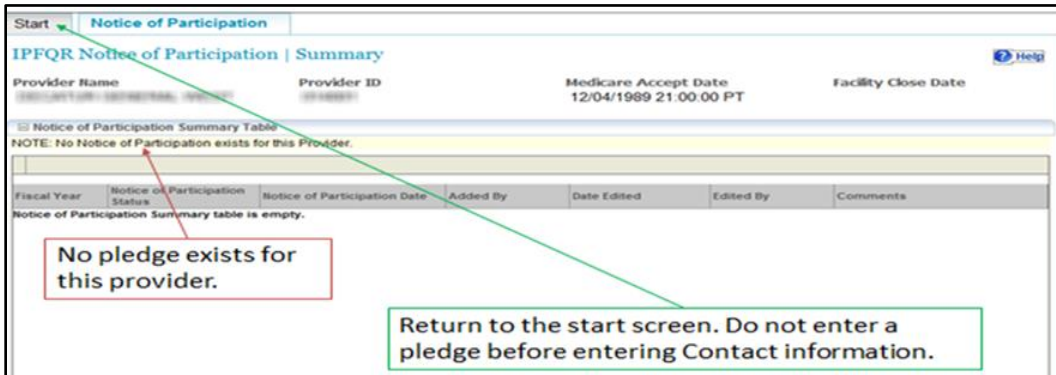 Start Notice of Participation
IPFQR Notice of Participation | Summary
? Help
Provider Name Provider ID Medicare Accept Date Facility Close Date
12/04/1989 21:00:00 PT
Notice of Participation Summary Table
NOTE: No Notice of Participation exists for this Provider.
Fiscal Year Notice of Participation Status Notice of Participation Date Added By Date Edited Edited By Comments
Notice of Participation Summary table is empty.
No pledge exists for
this provider.
Return to the start screen. Do not enter a
pledge before entering Contact information.